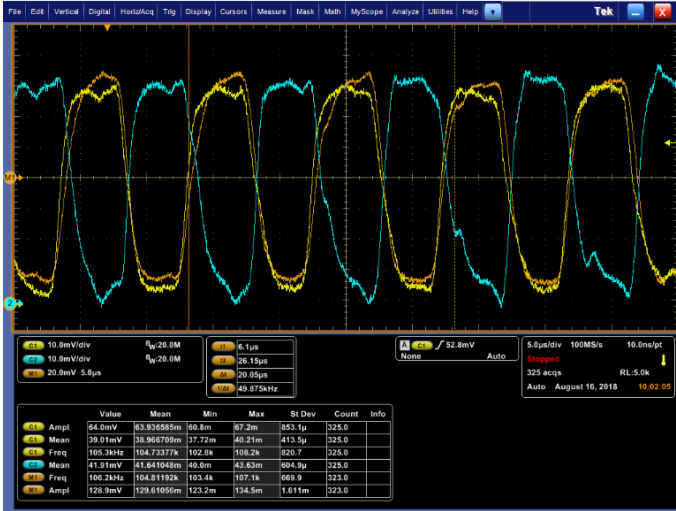 File Edit Vertical Digital Horiz/Acq Trig Display Cursors Measure Mask Math MyScope Analyze Utilities Help Tek X
M1
2
C1 10.0mV/div BW:20.0M
C2 10.0mV/div BW:20.0M
M1 20.0mV 5.0µs
t1 6.1µs
t2 26.15µs
Δt 20.05µs
1/Δt 49.875kHz
A C1 52.8mV
None Auto
5.0µs/div 100MS/s 10.0ns/pt
Stopped
325 acqs RL:5.0k
Auto August 16, 2018 10:02:05
Value Mean Min Max St Dev Count Info
C1 Ampl 64.0mV 63.936585m 60.8m 67.2m 853.1µ 325.0
C1 Mean 39.01mV 38.966709m 37.72m 40.21m 413.5µ 325.0
C1 Freq 105.3kHz 104.73377k 102.8k 108.2k 820.7 325.0
C2 Mean 41.91mV 41.641048m 40.0m 43.63m 604.9µ 325.0
M1 Freq 106.2kHz 104.81192k 103.4k 107.1k 669.9 323.0
M1 Ampl 128.9mV 129.61056m 123.2m 134.5m 1.611m 323.0